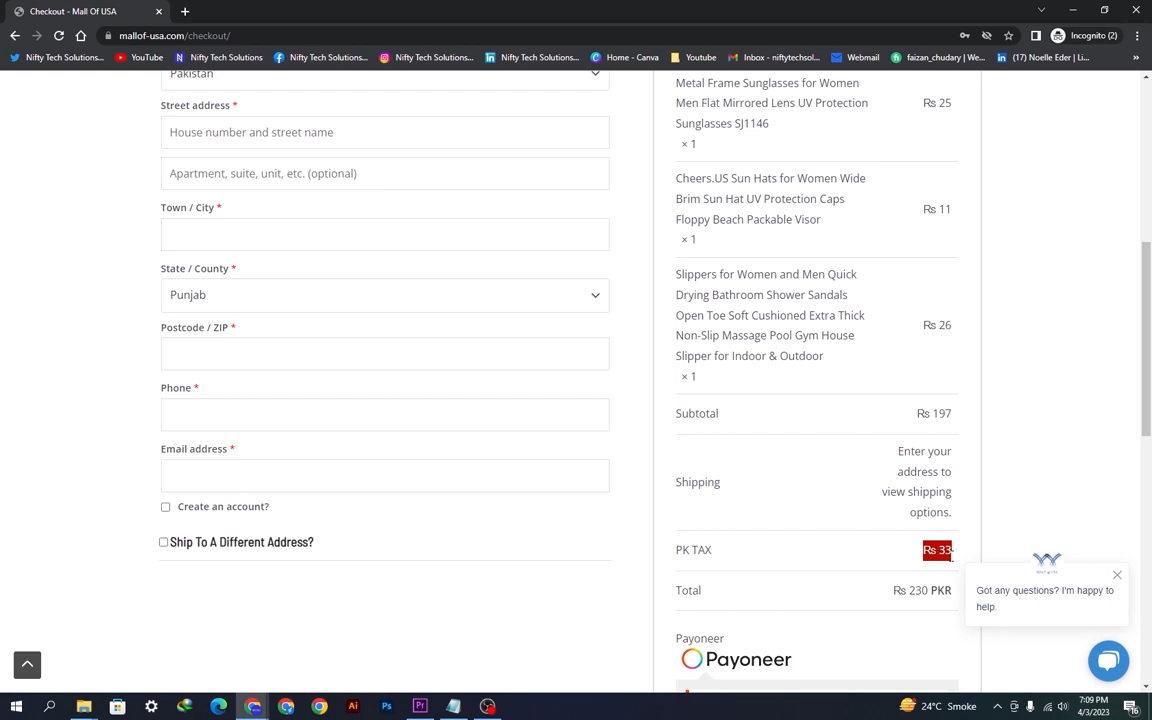 Checkout - Mall Of USA
Incognito (2)
mallof-usa.com/checkout/
Nifty Tech Solutions...
YouTube
Nifty Tech Solutions
Nifty Tech Solutions...
Nifty Tech Solutions...
Nifty Tech Solutions...
Home - Canva
Youtube
Inbox - niftytechsol...
Webmail
faizan_chudary | We...
(17) Noelle Eder | Li...
Pakistan
Street address *
House number and street name
Apartment, suite, unit, etc. (optional)
Town / City *
State / County *
Punjab
Postcode / ZIP *
Phone *
Email address *
Create an account?
Ship To A Different Address?
Metal Frame Sunglasses for Women
Men Flat Mirrored Lens UV Protection
Sunglasses SJ1146
× 1
₨ 25
Cheers.US Sun Hats for Women Wide
Brim Sun Hat UV Protection Caps
Floppy Beach Packable Visor
× 1
₨ 11
Slippers for Women and Men Quick
Drying Bathroom Shower Sandals
Open Toe Soft Cushioned Extra Thick
Non-Slip Massage Pool Gym House
Slipper for Indoor & Outdoor
× 1
₨ 26
Subtotal
₨ 197
Shipping
Enter your
address to
view shipping
options.
PK TAX
₨ 33
Total
₨ 230 PKR
Payoneer
Payoneer
Got any questions? I'm happy to
help.
24°C Smoke
7:09 PM
4/3/2023